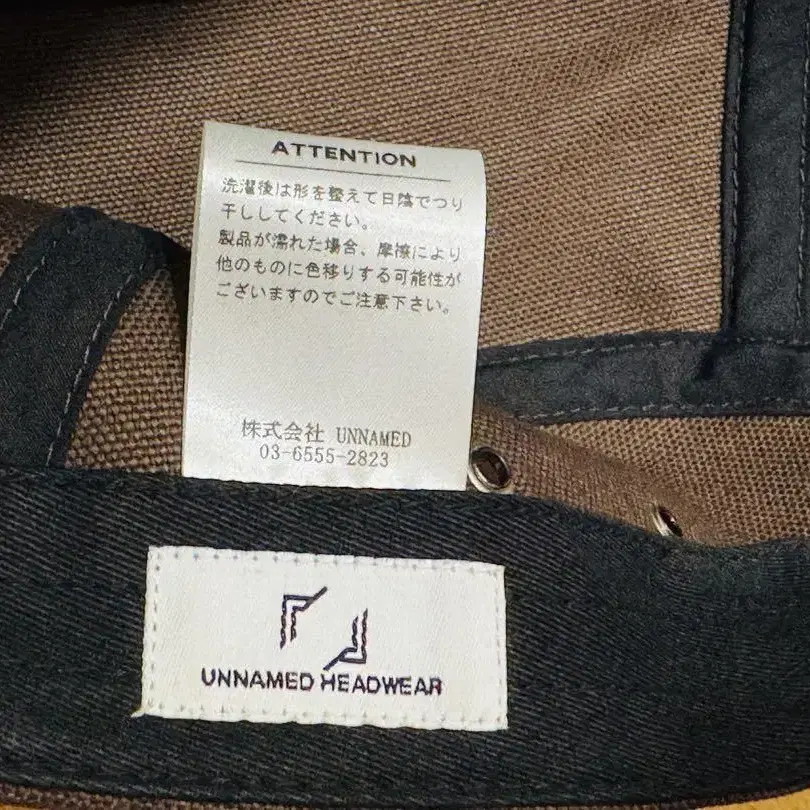 ATTENTION
洗濯後は形を整えて日陰でつり
干ししてください。
製品が濡れた場合、摩擦により
他のものに色移りする可能性が
ございますのでご注意下さい。
株式会社 UNNAMED
03-6555-2823
UNNAMED HEADWEAR